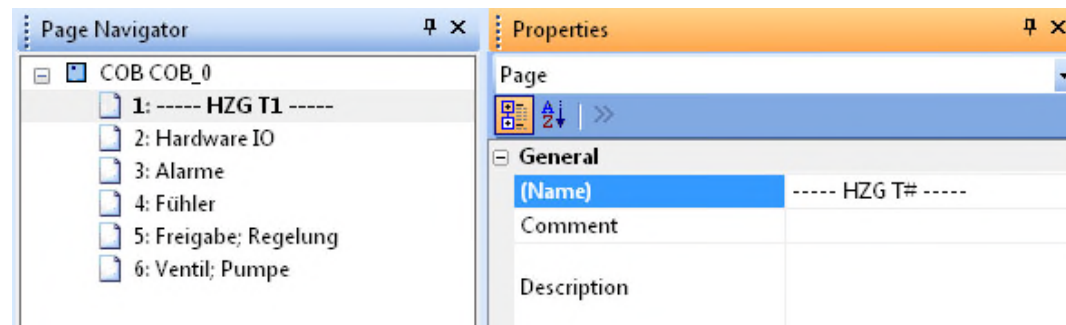 Page Navigator
COB COB_0
1: ----- HZG T1 -----
2: Hardware IO
3: Alarme
4: Fühler
5: Freigabe; Regelung
6: Ventil; Pumpe
Properties
Page
General
(Name) ----- HZG T# -----
Comment
Description